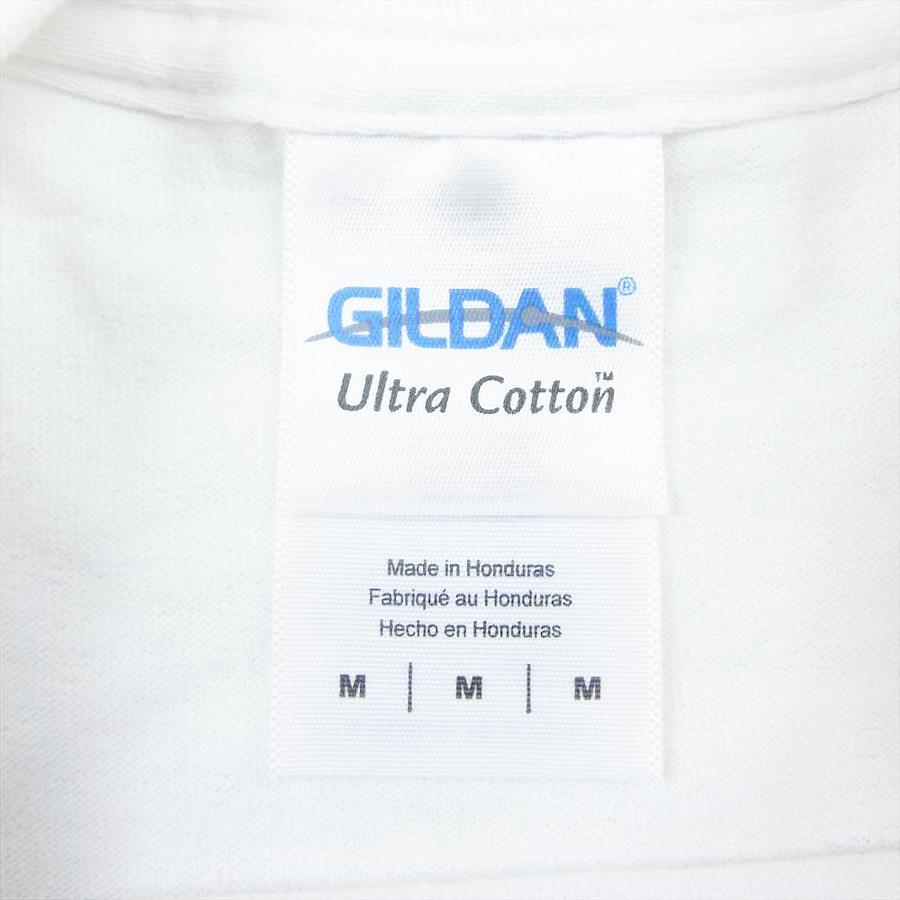 GILDAN®
Ultra Cotton™
Made in Honduras
Fabriqué au Honduras
Hecho en Honduras
M | M | M